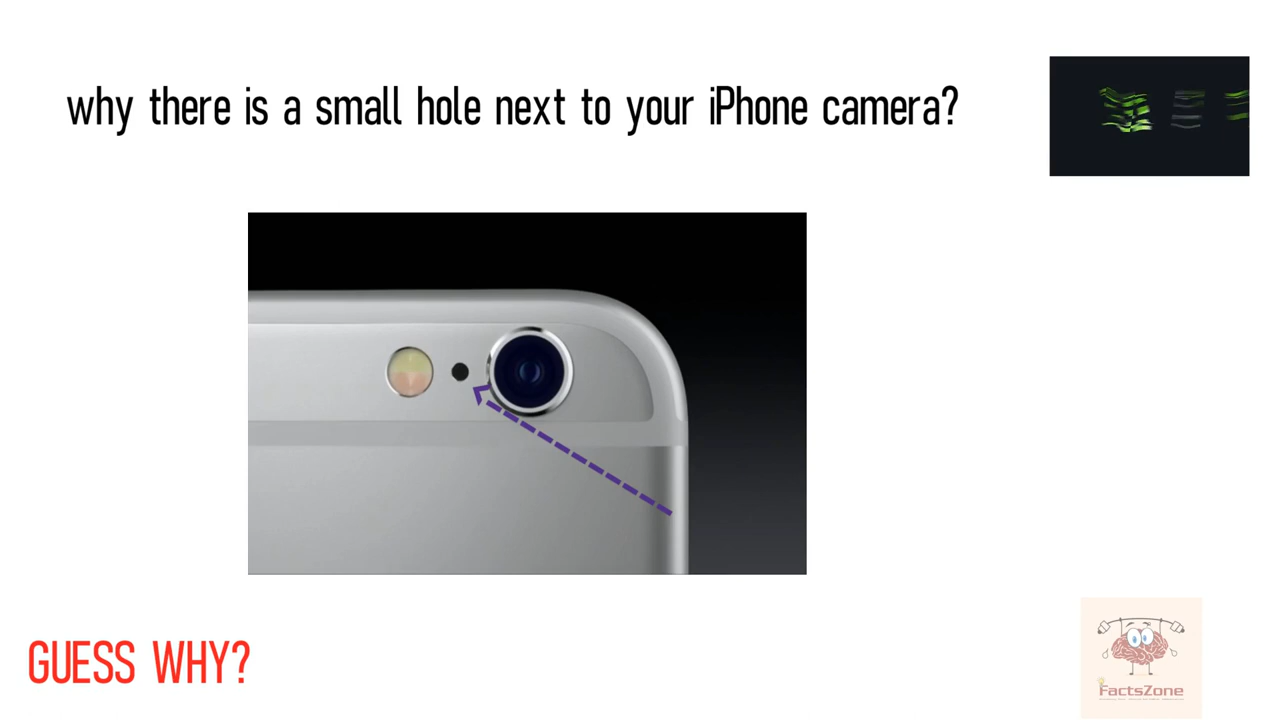 why there is a small hole next to your iPhone camera?
GUESS WHY?
FactsZone